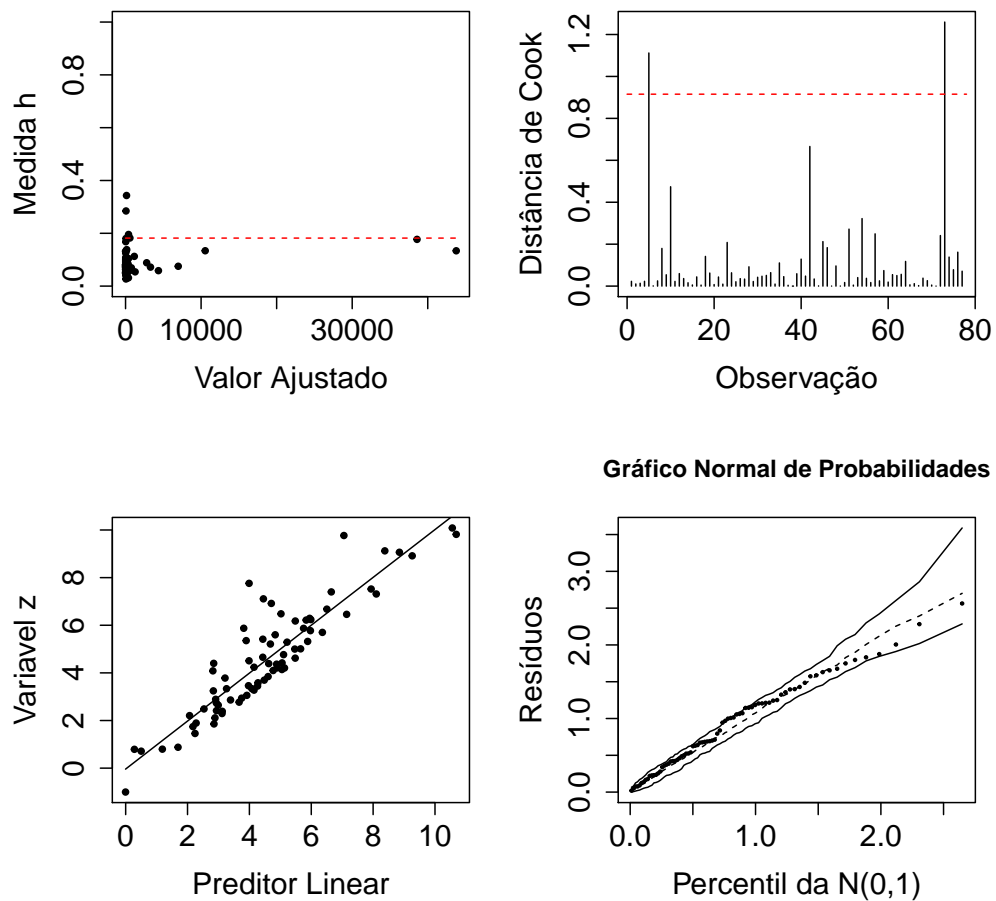 Medida h
0.0 0.4 0.8
0 10000 30000
Valor Ajustado
Distância de Cook
0.0 0.4 0.8 1.2
0 20 40 60 80
Observação
Variavel z
0 2 4 6 8
0 2 4 6 8 10
Preditor Linear
Gráfico Normal de Probabilidades
Resíduos
0.0 1.0 2.0 3.0
0.0 1.0 2.0
Percentil da N(0,1)